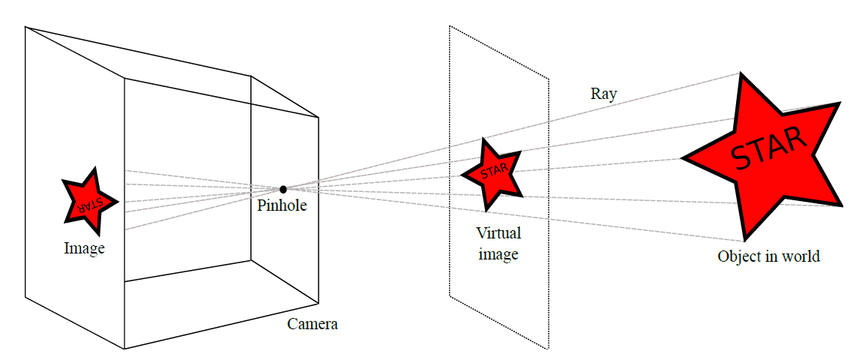 Ray
STAR
STAR
STAR
Pinhole
Image
Virtual
image
Object in world
Camera